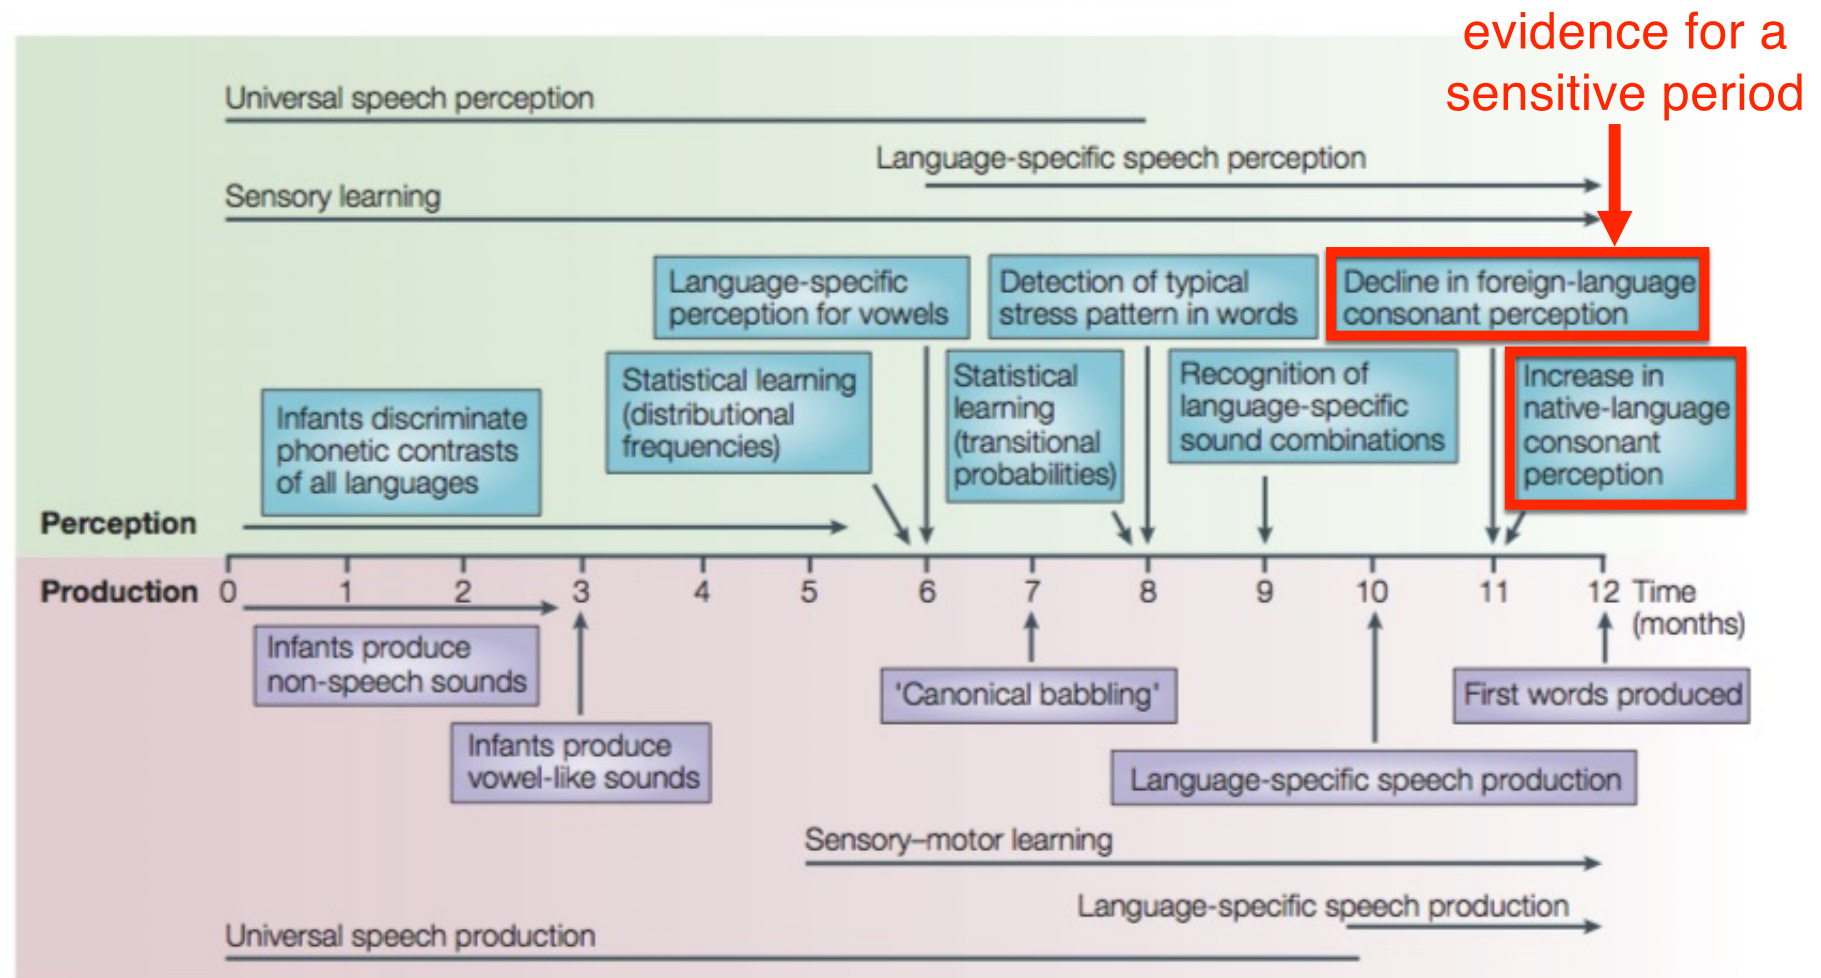 evidence for a
sensitive period
Universal speech perception
Language-specific speech perception
Sensory learning
Language-specific
perception for vowels
Detection of typical
stress pattern in words
Decline in foreign-language
consonant perception
Statistical learning
(distributional
frequencies)
Statistical
learning
(transitional
probabilities)
Recognition of
language-specific
sound combinations
Increase in
native-language
consonant
perception
Infants discriminate
phonetic contrasts
of all languages
Perception
Production
0 1 2 3 4 5 6 7 8 9 10 11 12 Time
(months)
Infants produce
non-speech sounds
Infants produce
vowel-like sounds
'Canonical babbling'
First words produced
Language-specific speech production
Sensory–motor learning
Language-specific speech production
Universal speech production